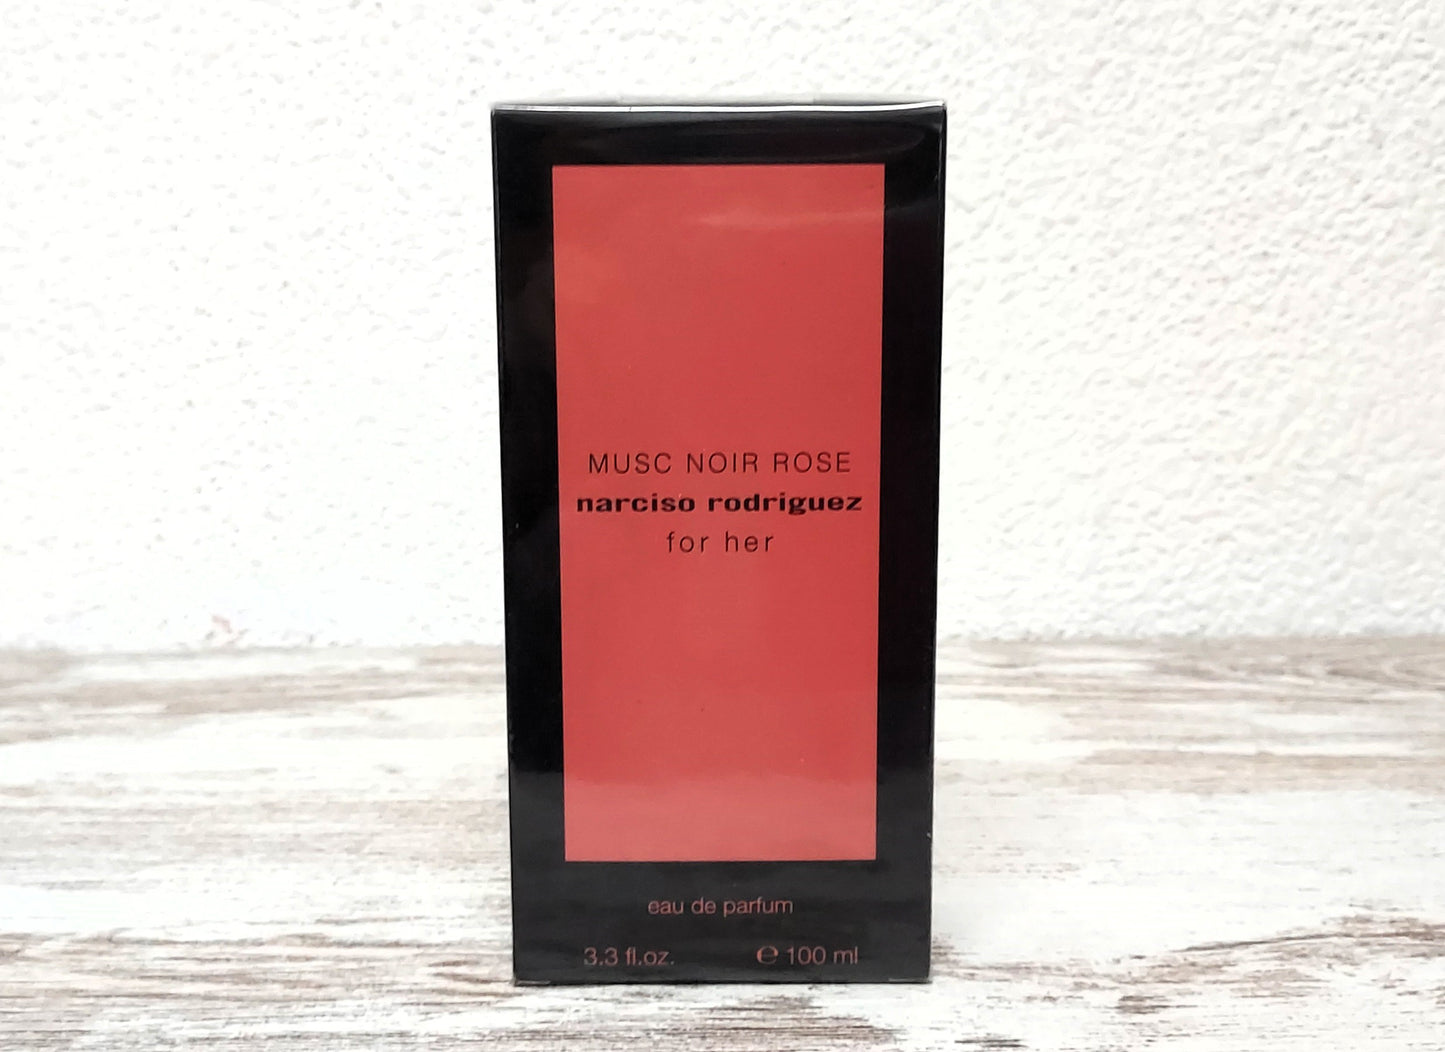 MUSC NOIR ROSE
narciso rodriguez
for her
eau de parfum
3.3 fl.oz. ℮ 100 ml